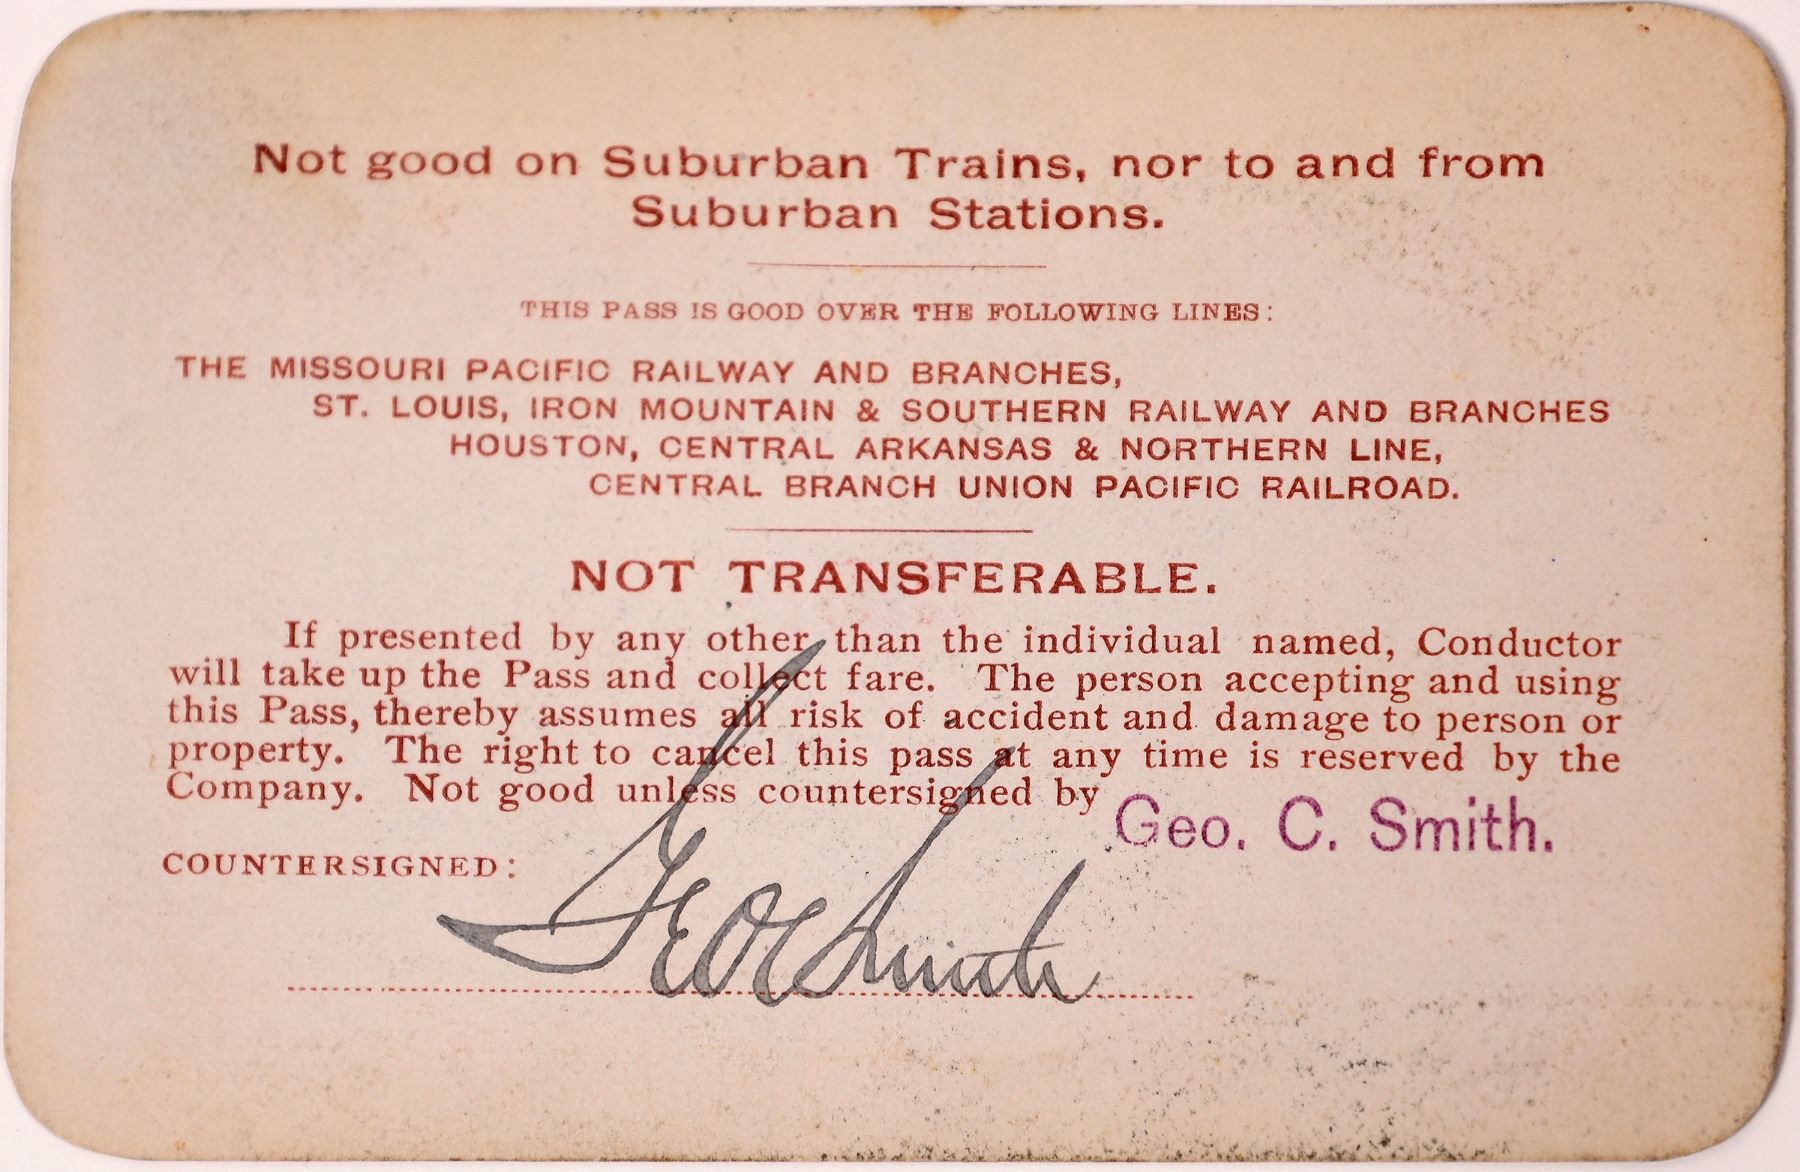 Not good on Suburban Trains, nor to and from
Suburban Stations.
THIS PASS IS GOOD OVER THE FOLLOWING LINES:
THE MISSOURI PACIFIC RAILWAY AND BRANCHES,
ST. LOUIS, IRON MOUNTAIN & SOUTHERN RAILWAY AND BRANCHES
HOUSTON, CENTRAL ARKANSAS & NORTHERN LINE,
CENTRAL BRANCH UNION PACIFIC RAILROAD.
NOT TRANSFERABLE.
If presented by any other than the individual named, Conductor
will take up the Pass and collect fare. The person accepting and using
this Pass, thereby assumes all risk of accident and damage to person or
property. The right to cancel this pass at any time is reserved by the
Company. Not good unless countersigned by Geo. C. Smith.
COUNTERSIGNED:
Geo C Smith